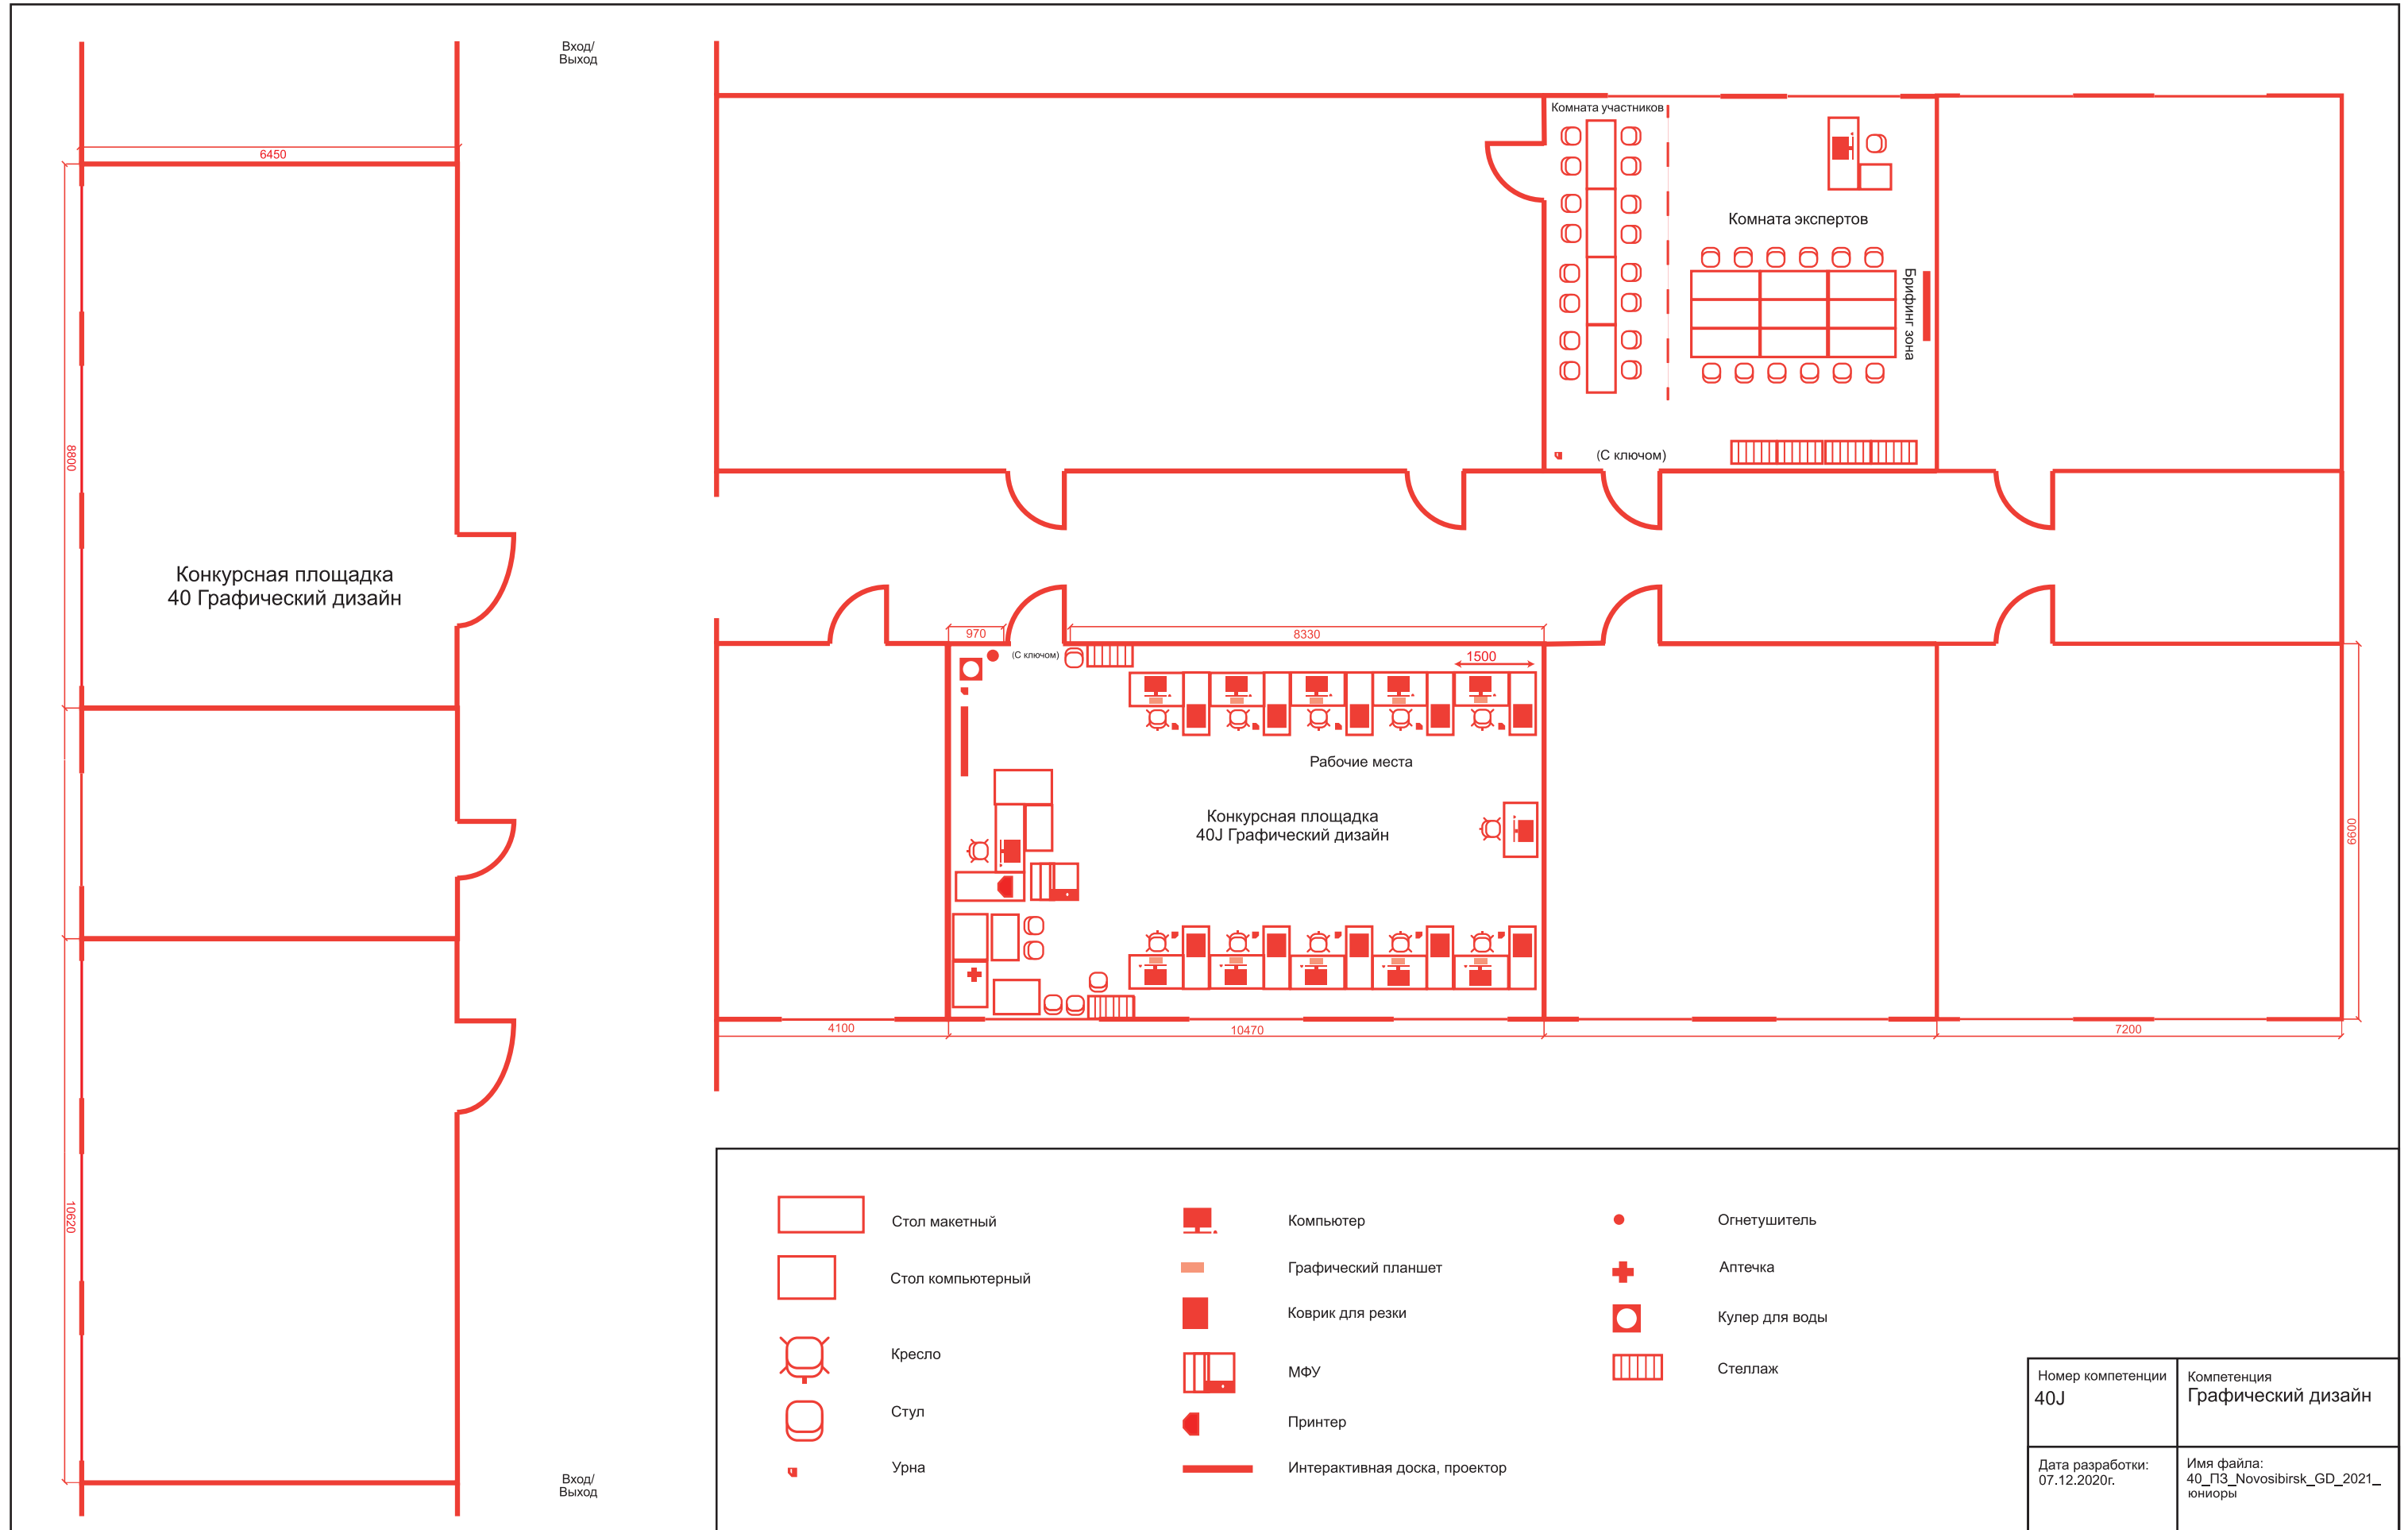 Вход/
Выход
6450
8800
Конкурсная площадка
40 Графический дизайн
10620
Вход/
Выход
Комната участников
Комната экспертов
Брифинг зона
(С ключом)
970
8330
(С ключом)
1500
Рабочие места
Конкурсная площадка
40J Графический дизайн
6600
4100
10470
7200
Стол макетный
Стол компьютерный
Кресло
Стул
Урна
Компьютер
Графический планшет
Коврик для резки
МФУ
Принтер
Интерактивная доска, проектор
Огнетушитель
Аптечка
Кулер для воды
Стеллаж
Номер компетенции
40J
Компетенция
Графический дизайн
Дата разработки:
07.12.2020г.
Имя файла:
40_ПЗ_Novosibirsk_GD_2021_
юниоры